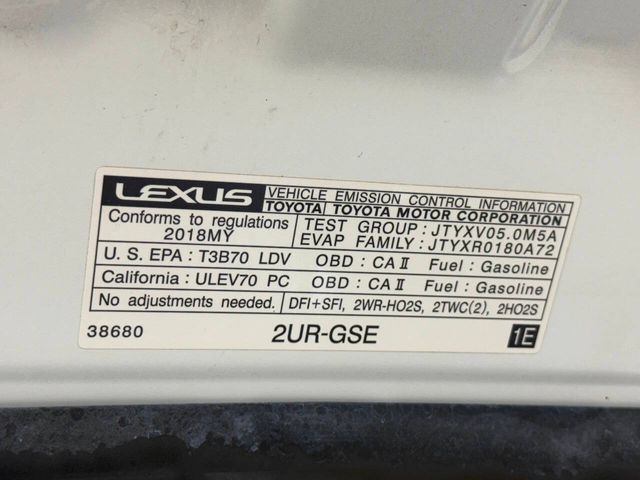 LEXUS VEHICLE EMISSION CONTROL INFORMATION
TOYOTA TOYOTA MOTOR CORPORATION
Conforms to regulations TEST GROUP : JTYXV05.0M5A
2018MY EVAP FAMILY : JTYXR0180A72
U. S. EPA : T3B70 LDV OBD : CA II Fuel : Gasoline
California : ULEV70 PC OBD : CA II Fuel : Gasoline
No adjustments needed. DFI+SFI, 2WR-HO2S, 2TWC(2), 2HO2S
38680 2UR-GSE 1E